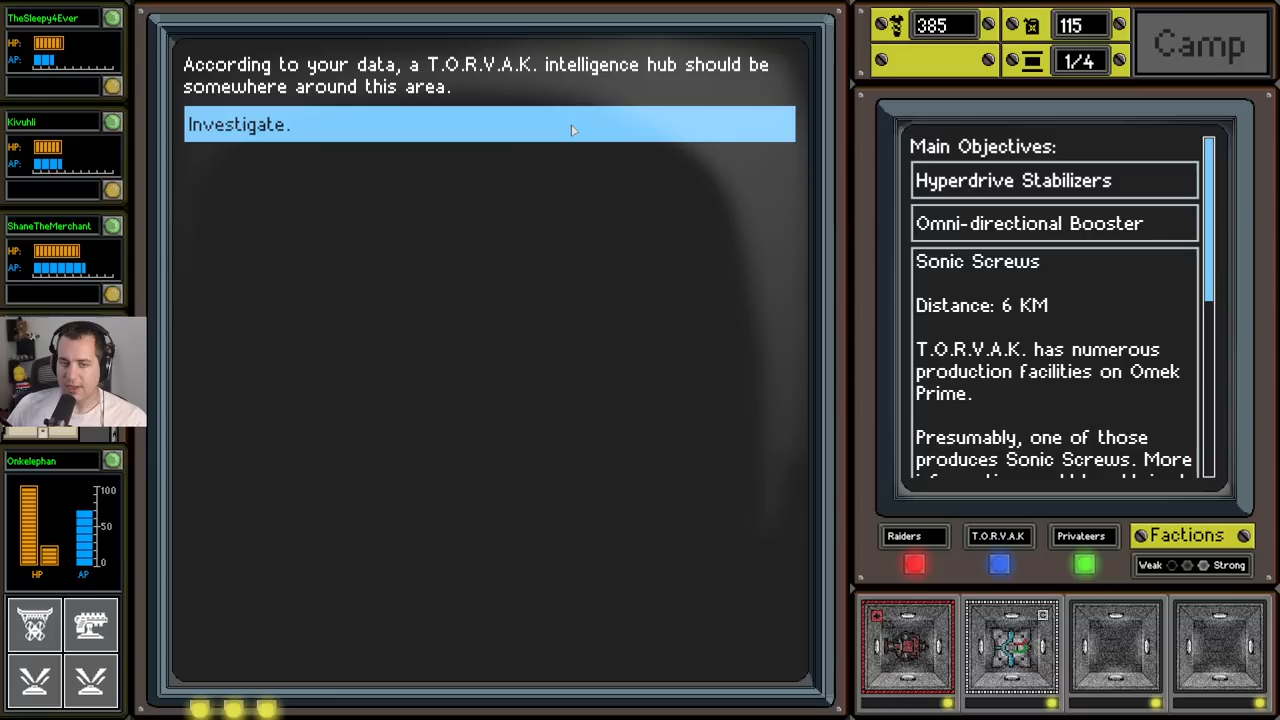 TheSleepy4Ever
HP:
AP:
Kivuhli
HP:
AP:
ShaneTheMerchant
HP:
AP:
Onkelephan
100
50
0
HP
AP
According to your data, a T.O.R.V.A.K. intelligence hub should be
somewhere around this area.
Investigate.
385
115
1/4
Camp
Main Objectives:
Hyperdrive Stabilizers
Omni-directional Booster
Sonic Screws
Distance: 6 KM
T.O.R.V.A.K. has numerous
production facilities on Omek
Prime.
Presumably, one of those
produces Sonic Screws. More
Raiders
T.O.R.V.A.K
Privateers
Factions
Weak
Strong